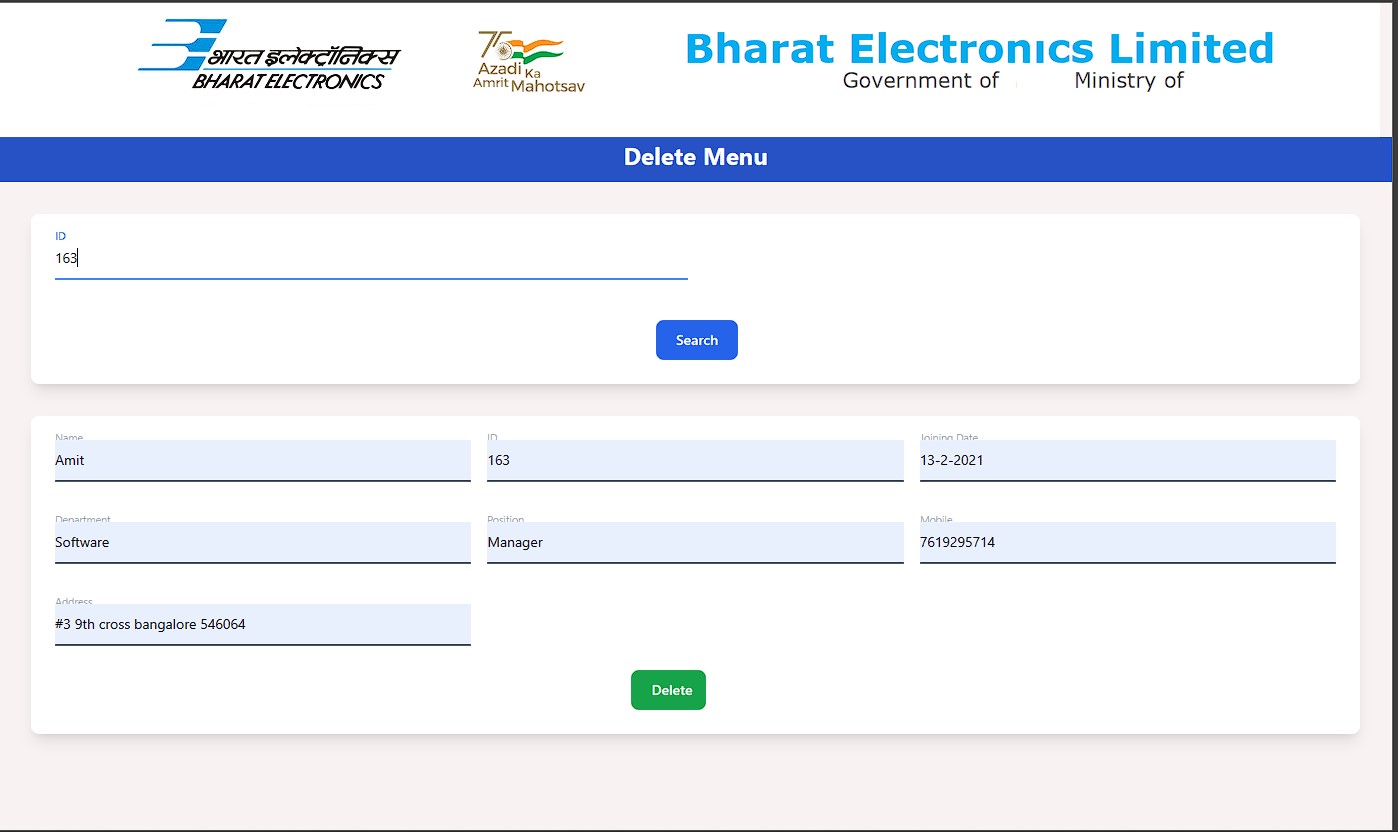 भारत इलेक्ट्रॉनिक्स
BHARAT ELECTRONICS
75
Azadi Ka
Amrit Mahotsav
Bharat Electronics Limited
Government of Ministry of
Delete Menu
ID
163
Search
Name ID Joining Date
Amit 163 13-2-2021
Department Position Mobile
Software Manager 7619295714
Address
#3 9th cross bangalore 546064
Delete